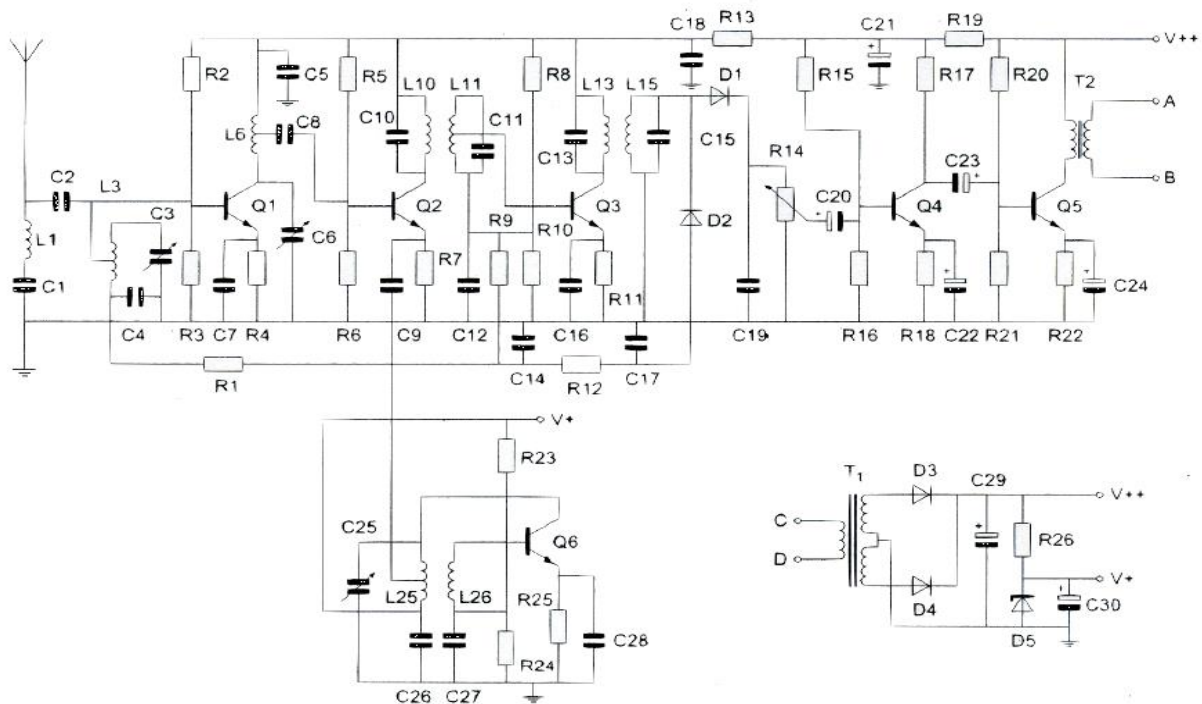 C18
R13
C21
R19
V++
R2
C5
R5
L10
L11
R8
L13
L15
D1
R15
R17
R20
T2
C8
C10
C11
L6
C13
C15
R14
A
C2
L3
C23
+
B
C3
Q1
Q2
Q3
C20
+
Q4
Q5
C6
R9
R10
D2
L1
R7
+
+
C1
R11
C24
C4
R3
C7
R4
R6
C9
C12
C16
C19
R16
R18
C22
R21
R22
R1
C14
R12
C17
V+
R23
T1
D3
C29
V++
C25
Q6
C
+
R26
D
L25
L26
R25
V+
+
C28
D4
C30
R24
D5
C26
C27